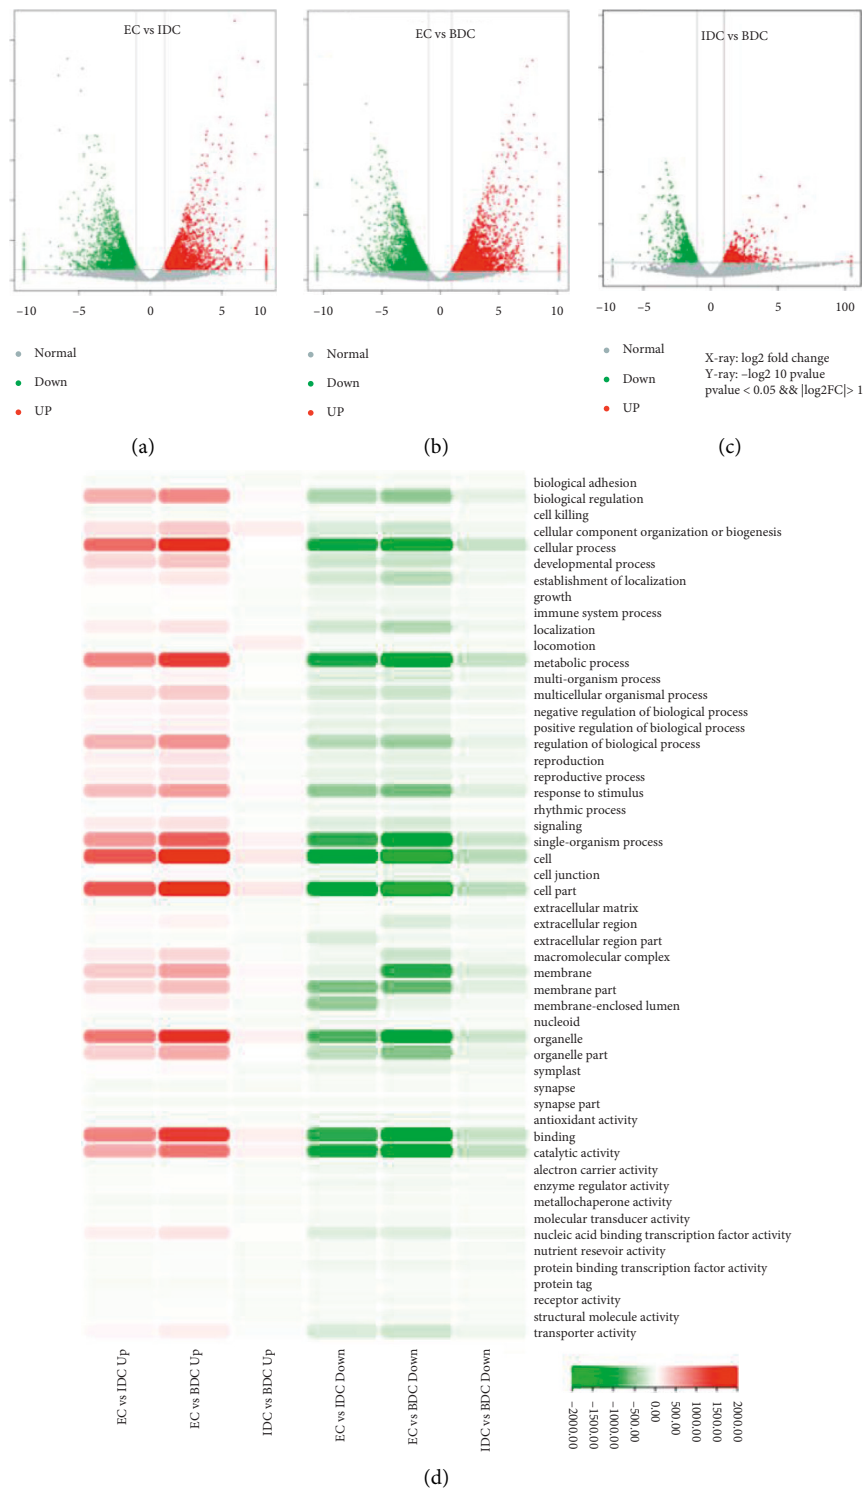 EC vs IDC
EC vs BDC
IDC vs BDC
−10 −5 0 5 10
−10 −5 0 5 10
−10 −5 0 5 100
Normal
Down
UP
Normal
Down
UP
Normal
Down
UP
X-ray: log2 fold change
Y-ray: −log2 10 pvalue
pvalue < 0.05 && |log2FC|> 1
(a)
(b)
(c)
biological adhesion
biological regulation
cell killing
cellular component organization or biogenesis
cellular process
developmental process
establishment of localization
growth
immune system process
localization
locomotion
metabolic process
multi-organism process
multicellular organismal process
negative regulation of biological process
positive regulation of biological process
regulation of biological process
reproduction
reproductive process
response to stimulus
rhythmic process
signaling
single-organism process
cell
cell junction
cell part
extracellular matrix
extracellular region
extracellular region part
macromolecular complex
membrane
membrane part
membrane-enclosed lumen
nucleoid
organelle
organelle part
symplast
synapse
synapse part
antioxidant activity
binding
catalytic activity
alectron carrier activity
enzyme regulator activity
metallochaperone activity
molecular transducer activity
nucleic acid binding transcription factor activity
nutrient resevoir activity
protein binding transcription factor activity
protein tag
receptor activity
structural molecule activity
transporter activity
EC vs IDC Up
EC vs BDC Up
IDC vs BDC Up
EC vs IDC Down
EC vs BDC Down
IDC vs BDC Down
−2000.00
−1500.00
−1000.00
−500.00
0.00
500.00
1000.00
1500.00
2000.00
(d)